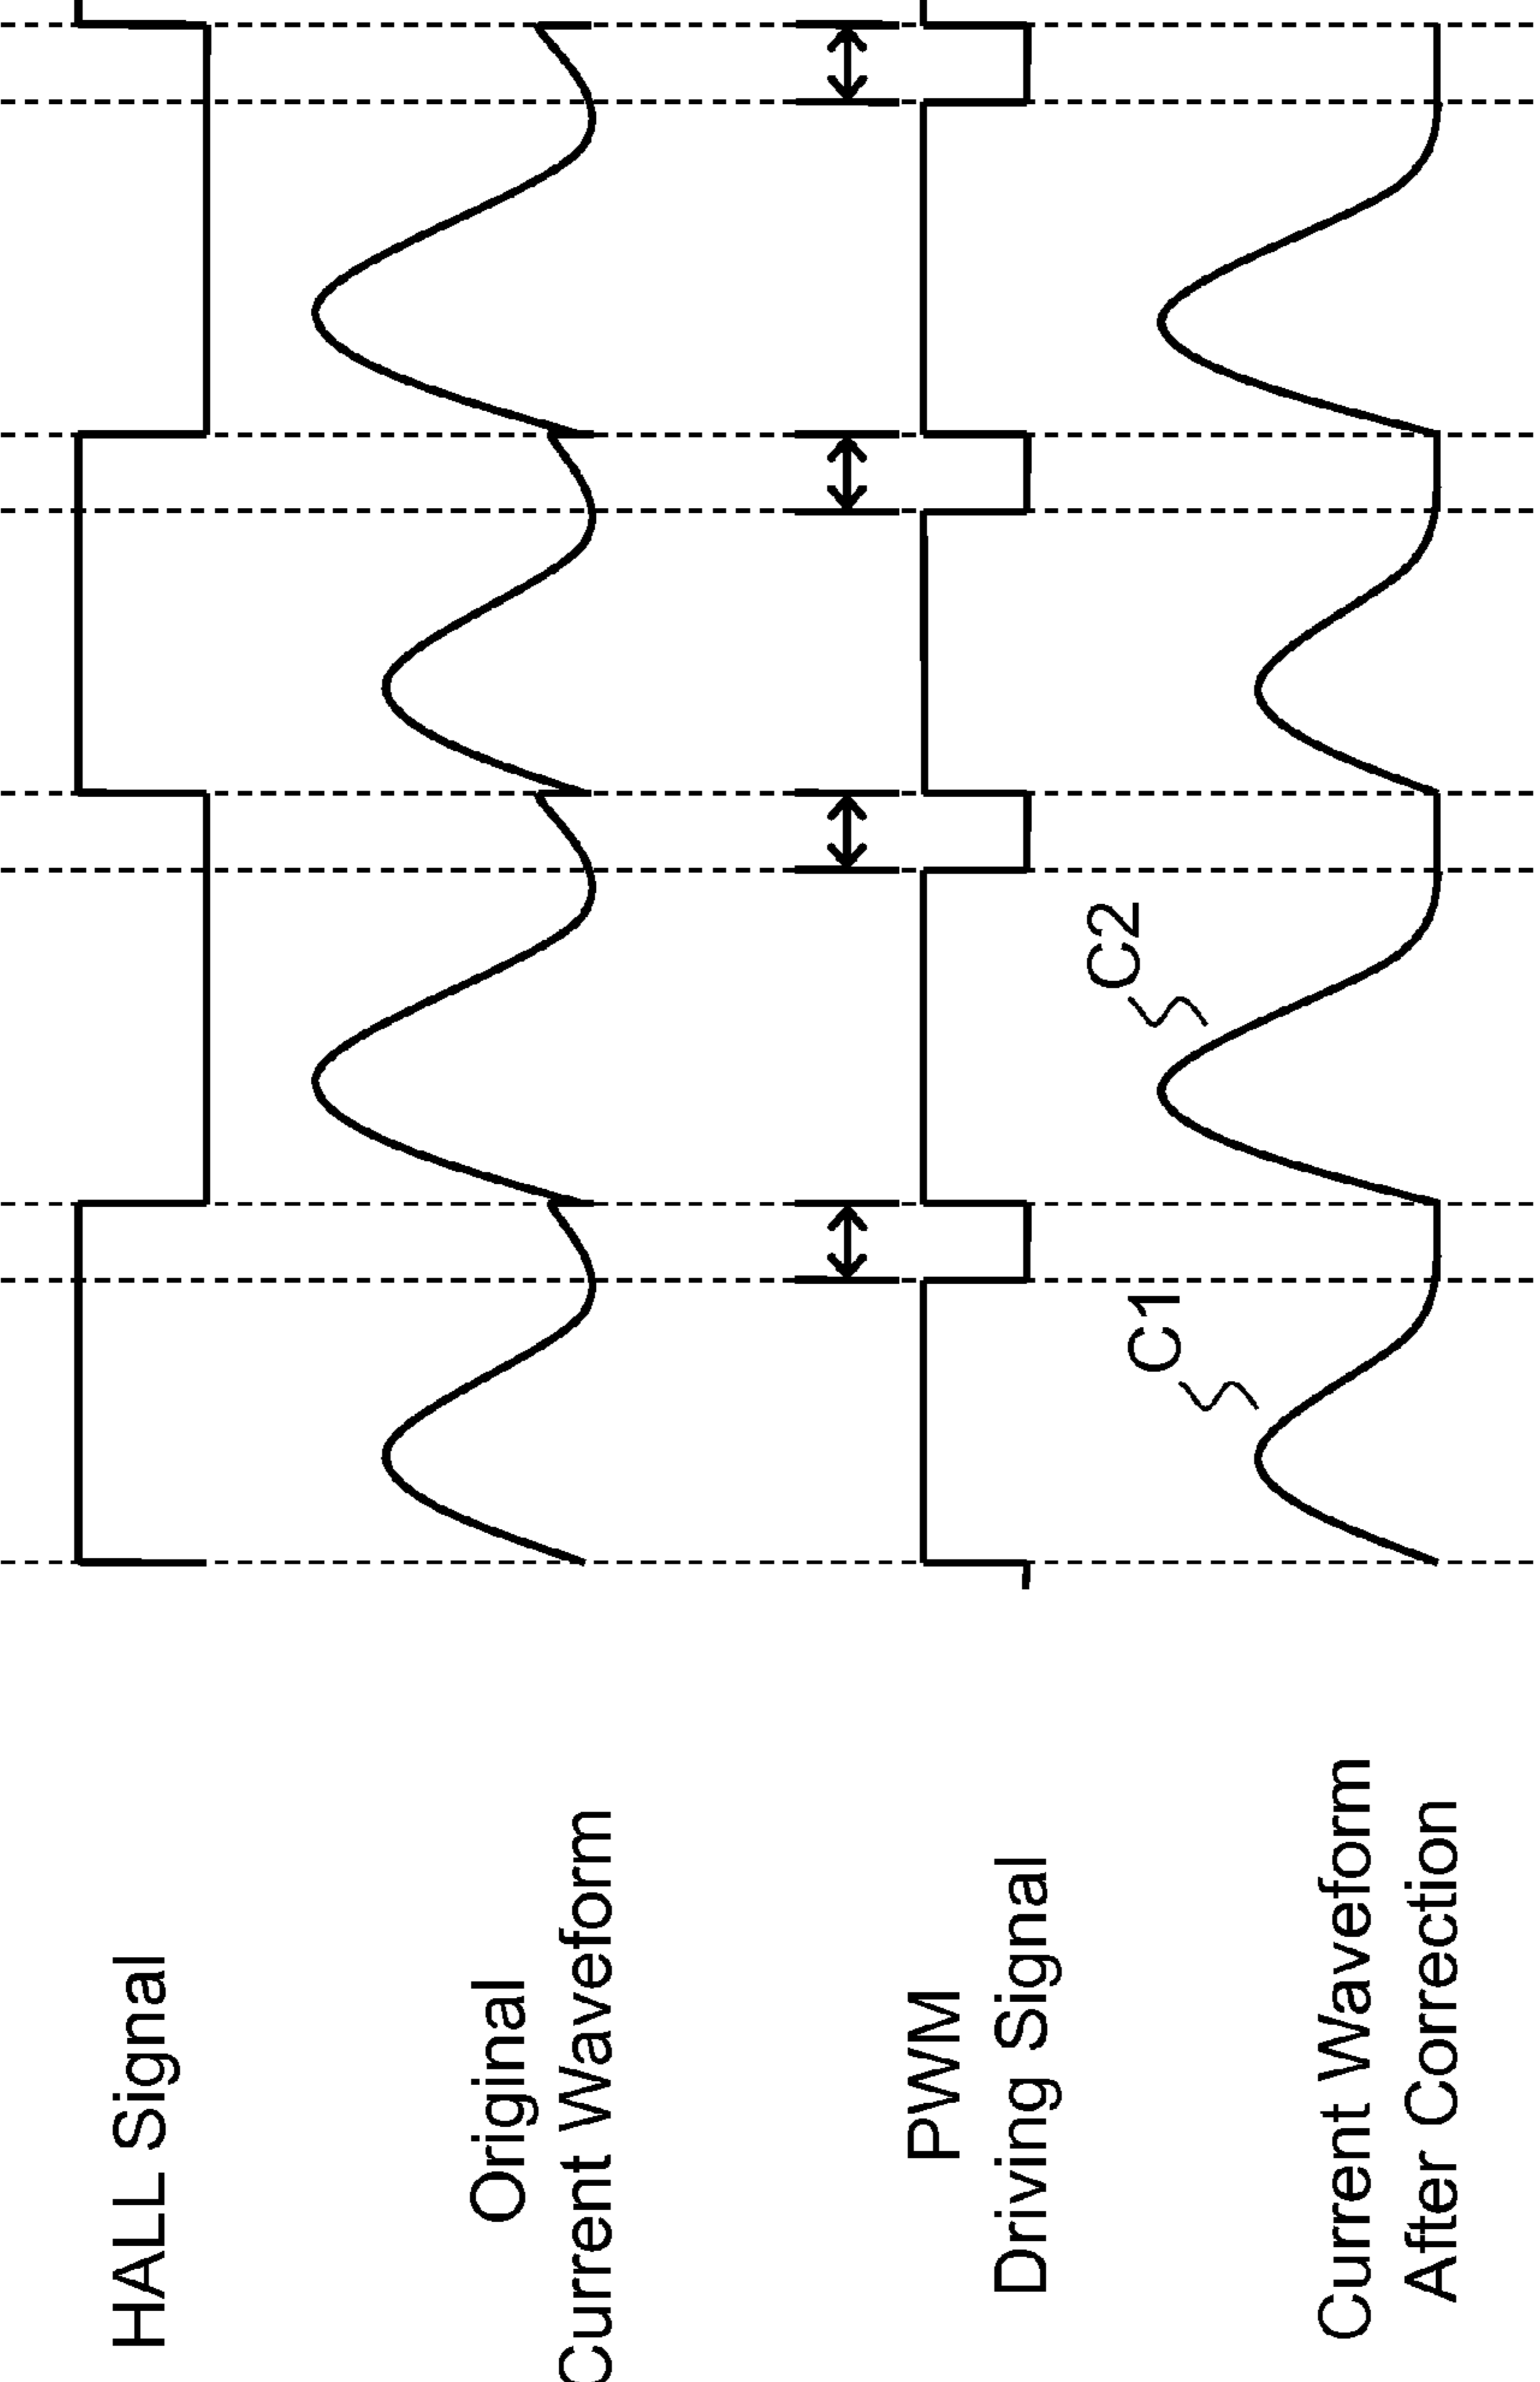 HALL Signal
Original
Current Waveform
PWM
Driving Signal
C1
C2
Current Waveform
After Correction